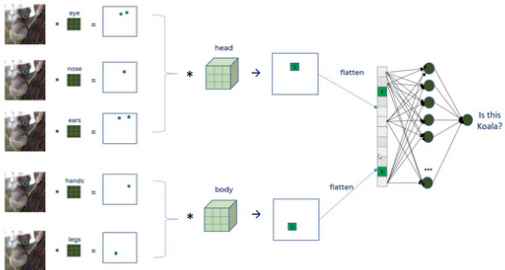 eye
nose
ears
hands
legs
head
body
flatten
flatten
Is this
Koala?